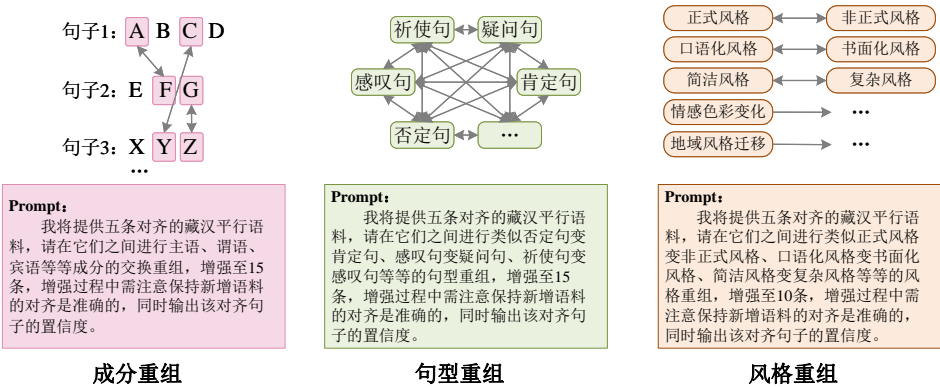 句子1: A B C D
句子2: E F G
句子3: X Y Z
...
祈使句 疑问句
感叹句 肯定句
否定句 ...
正式风格 非正式风格
口语化风格 书面化风格
简洁风格 复杂风格
情感色彩变化 ...
地域风格迁移 ...
Prompt:
我将提供五条对齐的藏汉平行语
料，请在它们之间进行主语、谓语、
宾语等等成分的交换重组，增强至15
条，增强过程中需注意保持新增语料
的对齐是准确的，同时输出该对齐句
子的置信度。
Prompt:
我将提供五条对齐的藏汉平行语
料，请在它们之间进行类似否定句变
肯定句、感叹句变疑问句、祈使句变
感叹句等等的句型重组，增强至15
条，增强过程中需注意保持新增语料
的对齐是准确的，同时输出该对齐句
子的置信度。
Prompt:
我将提供五条对齐的藏汉平行语
料，请在它们之间进行类似正式风格
变非正式风格、口语化风格变书面化
风格、简洁风格变复杂风格等等的风
格重组，增强至10条，增强过程中需
注意保持新增语料的对齐是准确的，
同时输出该对齐句子的置信度。
成分重组
句型重组
风格重组